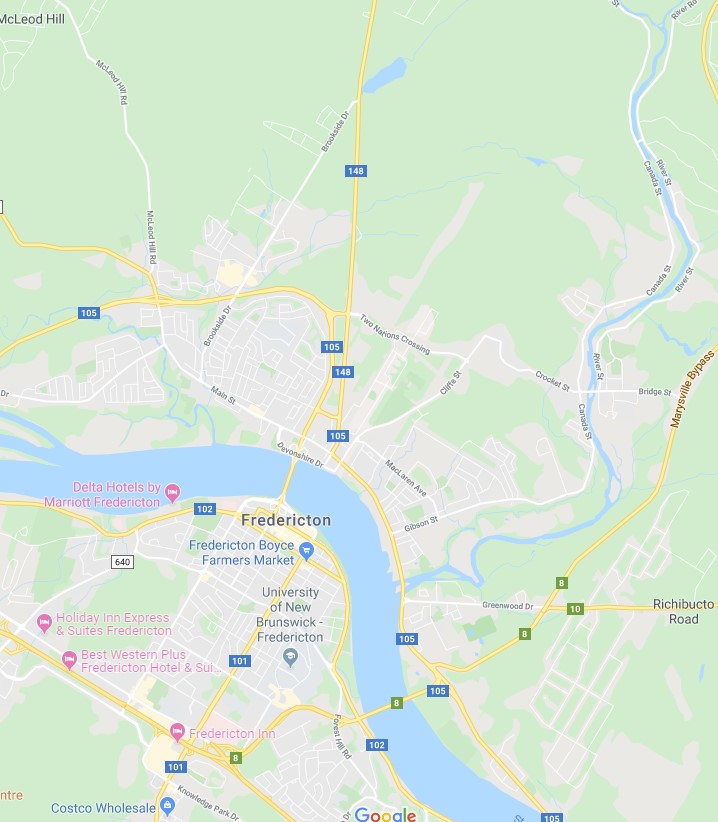 McLeod Hill
River Ro
McLeod Hill Rd
Brookside Dr
148
River St
Canada St
McLeod Hill Rd
Canada St
River St
105
Brookside Dr
Two Nations Crossing
105
148
Cliffe St
Crocket St
River St
Bridge St
Marysville Bypass
Dr
Main St
Canada St
105
Devonshire Dr
MacLaren Ave
Delta Hotels by
Marriott Fredericton
102
Fredericton
Gibson St
Fredericton Boyce
Farmers Market
640
8
University
of New
Brunswick -
Fredericton
Greenwood Dr
10
Richibucto
Road
Holiday Inn Express
& Suites Fredericton
8
105
Best Western Plus
Fredericton Hotel & Sui...
101
105
8
Forest Hill Rd
Fredericton Inn
102
8
101
Knowledge Park Dr
ntre
Costco Wholesale
Google
105